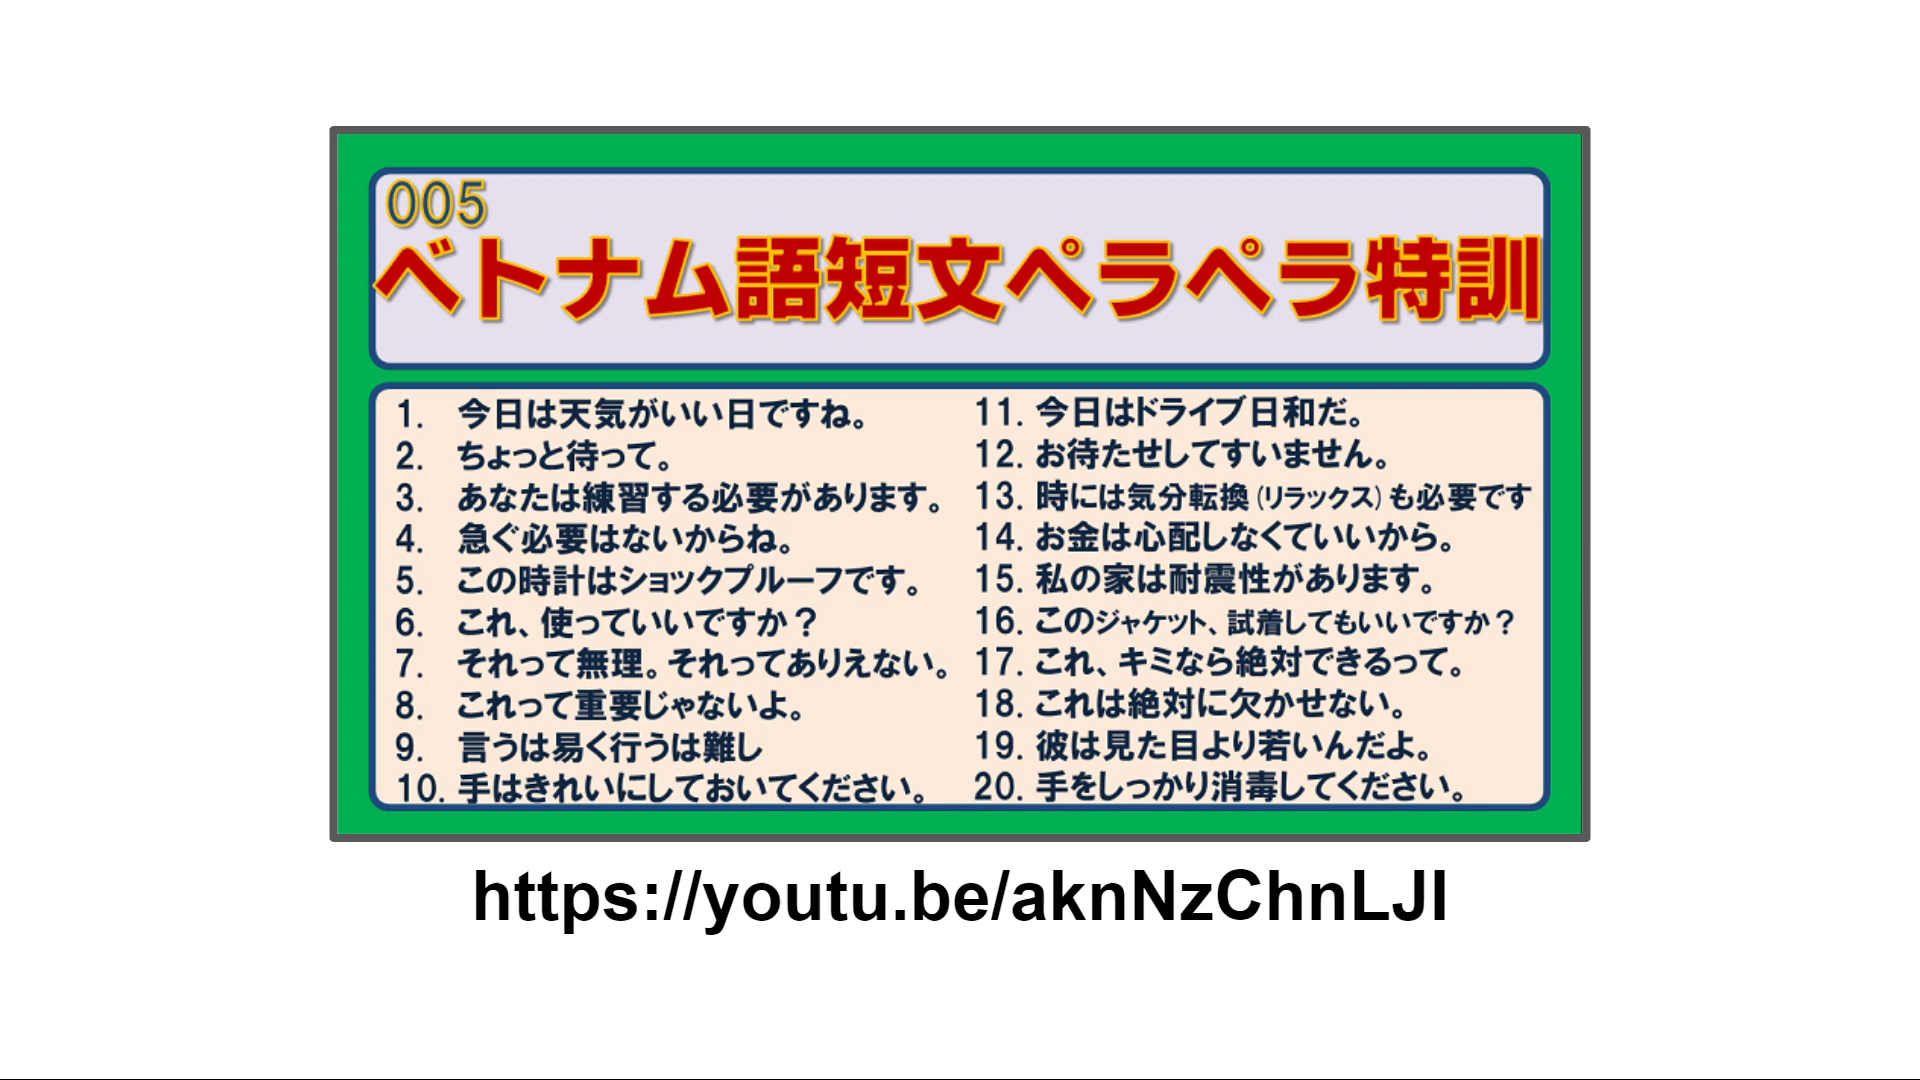 005
ベトナム語短文ペラペラ特訓
1. 今日は天気がいい日ですね。
2. ちょっと待って。
3. あなたは練習する必要があります。
4. 急ぐ必要はないからね。
5. この時計はショックプルーフです。
6. これ、使っていいですか？
7. それって無理。それってありえない。
8. これって重要じゃないよ。
9. 言うは易く行うは難し
10. 手はきれいにしておいてください。
11. 今日はドライブ日和だ。
12. お待たせしてすいません。
13. 時には気分転換(リラックス)も必要です
14. お金は心配しなくていいから。
15. 私の家は耐震性があります。
16. このジャケット、試着してもいいですか？
17. これ、キミなら絶対できるって。
18. これは絶対に欠かせない。
19. 彼は見た目より若いんだよ。
20. 手をしっかり消毒してください。
https://youtu.be/aknNzChnLJI